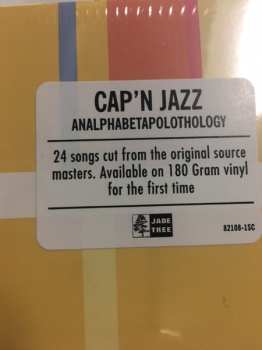 CAP'N JAZZ
ANALPHABETAPOLOTHOLOGY
24 songs cut from the original source
masters. Available on 180 Gram vinyl
for the first time
JADE
TREE
82108-1SC